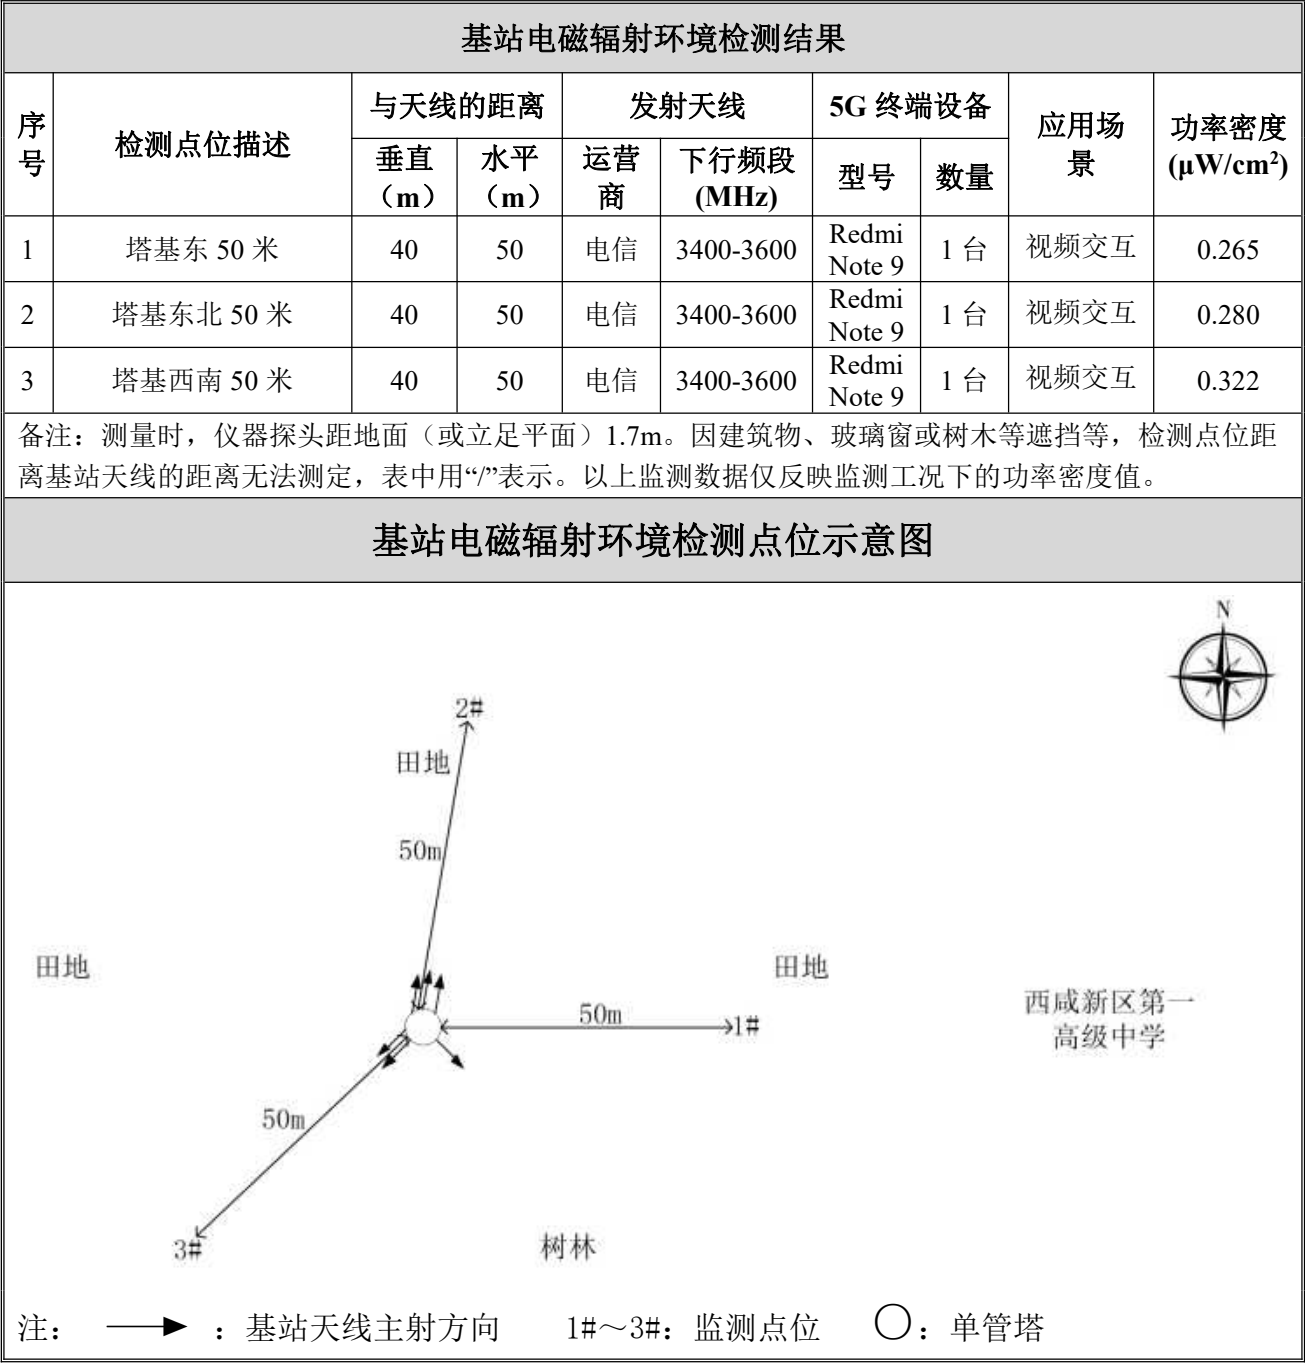 基站电磁辐射环境检测结果
序号 检测点位描述 与天线的距离 发射天线 5G 终端设备 应用场景 功率密度(μW/cm²)
垂直（m） 水平（m） 运营商 下行频段(MHz) 型号 数量
1 塔基东 50 米 40 50 电信 3400-3600 Redmi Note 9 1 台 视频交互 0.265
2 塔基东北 50 米 40 50 电信 3400-3600 Redmi Note 9 1 台 视频交互 0.280
3 塔基西南 50 米 40 50 电信 3400-3600 Redmi Note 9 1 台 视频交互 0.322
备注：测量时，仪器探头距地面（或立足平面）1.7m。因建筑物、玻璃窗或树木等遮挡等，检测点位距
离基站天线的距离无法测定，表中用“/”表示。以上监测数据仅反映监测工况下的功率密度值。
基站电磁辐射环境检测点位示意图
N
2#
田地
50m
田地
田地
西咸新区第一
高级中学
50m
1#
50m
3#
树林
注： ：基站天线主射方向 1#～3#：监测点位 ：单管塔